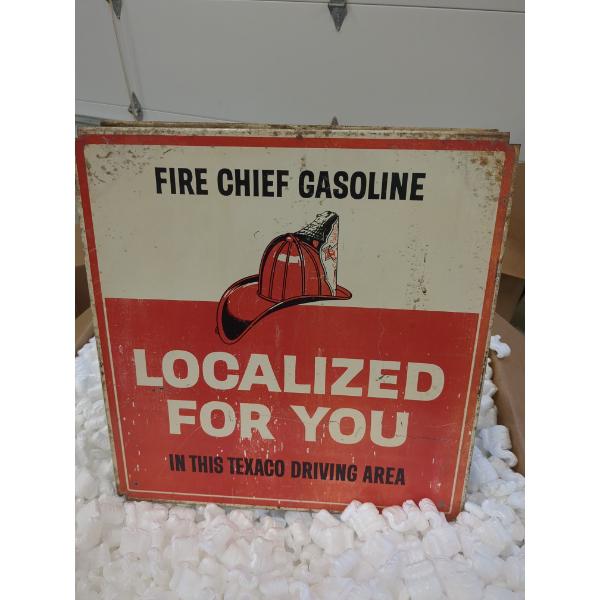 FIRE CHIEF GASOLINE
LOCALIZED
FOR YOU
IN THIS TEXACO DRIVING AREA